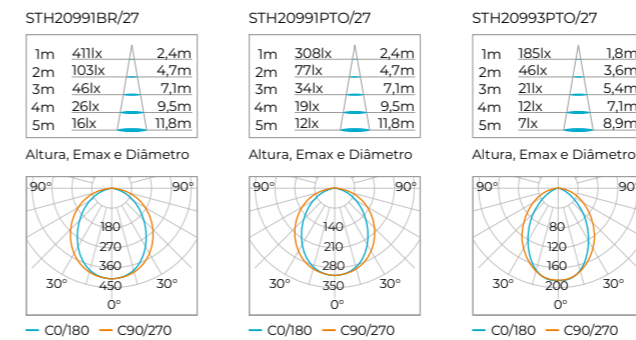 STH20991BR/27
1m 411lx 2,4m
2m 103lx 4,7m
3m 46lx 7,1m
4m 26lx 9,5m
5m 16lx 11,8m
Altura, Emax e Diâmetro
90° 90°
180
270
360
450
30° 30°
0°
C0/180 C90/270
STH20991PTO/27
1m 308lx 2,4m
2m 77lx 4,7m
3m 34lx 7,1m
4m 19lx 9,5m
5m 12lx 11,8m
Altura, Emax e Diâmetro
90° 90°
140
210
280
350
30° 30°
0°
C0/180 C90/270
STH20993PTO/27
1m 185lx 1,8m
2m 46lx 3,6m
3m 21lx 5,4m
4m 12lx 7,1m
5m 7lx 8,9m
Altura, Emax e Diâmetro
90° 90°
80
120
160
200
30° 30°
0°
C0/180 C90/270